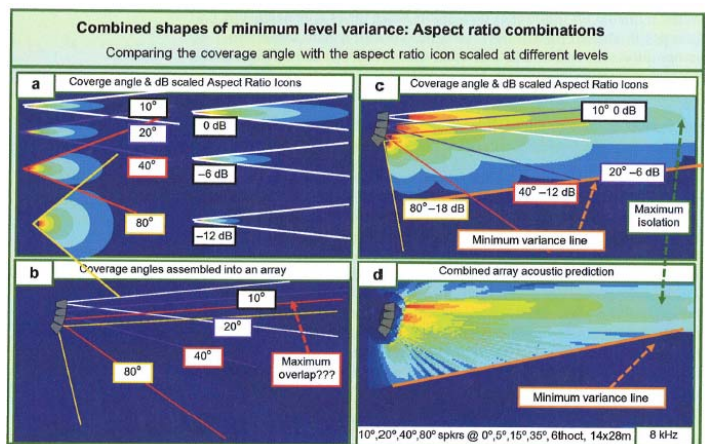 Combined shapes of minimum level variance: Aspect ratio combinations
Comparing the coverage angle with the aspect ratio icon scaled at different levels
a
Converge angle & dB scaled Aspect Ratio Icons
10°
0 dB
20°
40°
–6 dB
80°
–12 dB
b
Coverage angles assembled into an array
10°
20°
40°
80°
Maximum
overlap???
c
Coverage angle & dB scaled Aspect Ratio Icons
10° 0 dB
20° –6 dB
40° –12 dB
80°–18 dB
Maximum
isolation
Minimum variance line
d
Combined array acoustic prediction
Minimum variance line
10°,20°,40°,80° spkrs @ 0°,5°,15°,35°, 6thoct, 14x28m
8 kHz